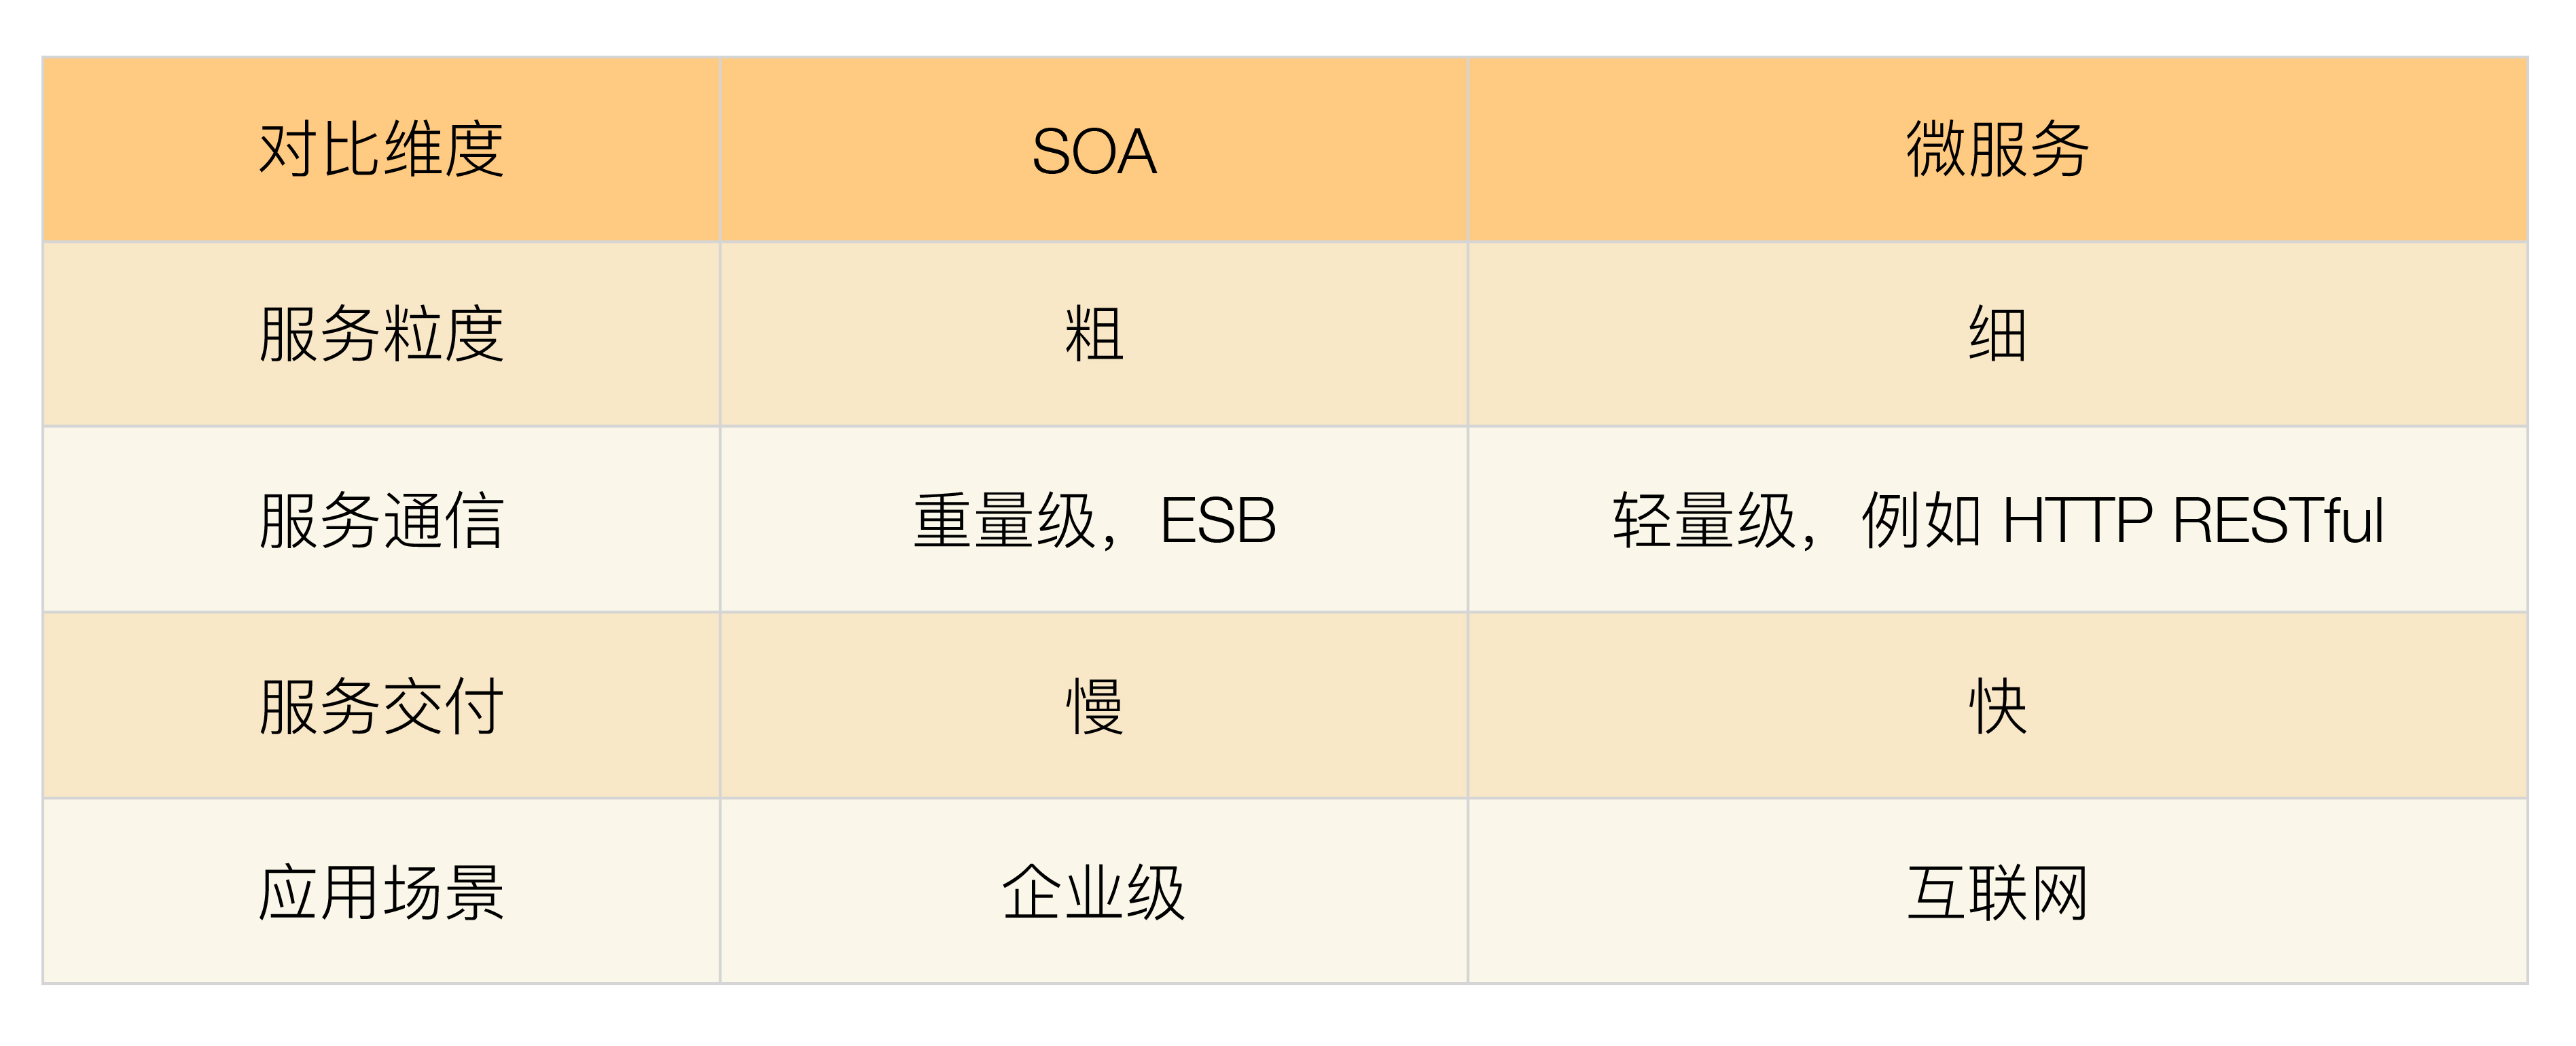 对比维度 SOA 微服务
服务粒度 粗 细
服务通信 重量级，ESB 轻量级，例如 HTTP RESTful
服务交付 慢 快
应用场景 企业级 互联网